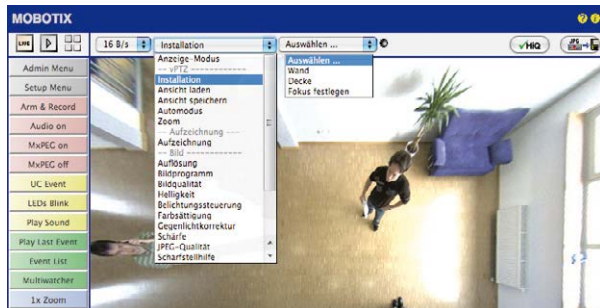 MOBOTIX
LIVE
16 B/s
Installation
Auswählen ...
HiQ
JPG
Admin Menu
Setup Menu
Arm & Record
Audio on
MxPEG on
MxPEG off
UC Event
LEDs Blink
Play Sound
Play Last Event
Event List
Multiwatcher
1x Zoom
Anzeige-Modus
-- vPTZ ------------
Installation
Ansicht laden
Ansicht speichern
Automodus
Zoom
-- Aufzeichnung ---
Aufzeichnung
-- Bild ------------
Auflösung
Bildprogramm
Bildqualität
Helligkeit
Belichtungssteuerung
Farbsättigung
Gegenlichtkorrektur
Schärfe
JPEG-Qualität
Scharfstellhilfe
Auswählen ...
Wand
Decke
Fokus festlegen